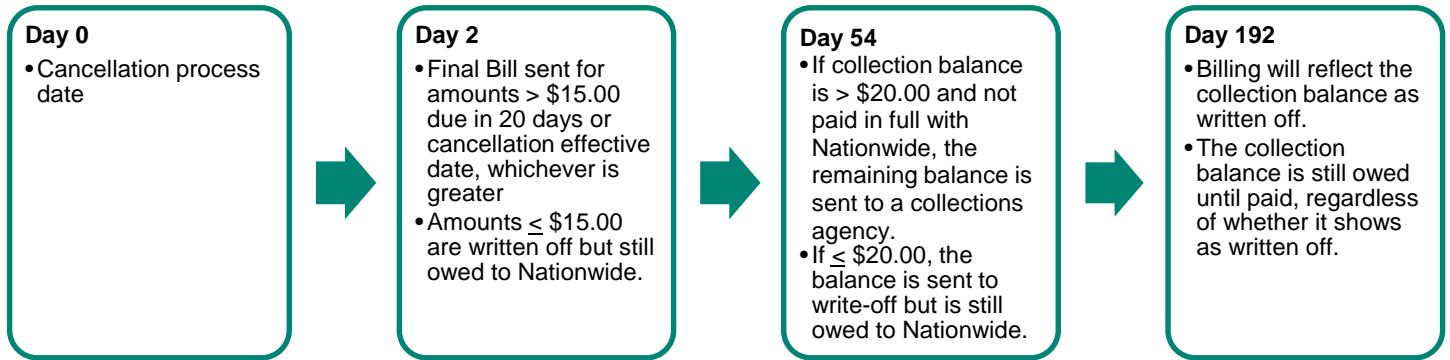 Day 0
•Cancellation process
date
Day 2
•Final Bill sent for
amounts > $15.00
due in 20 days or
cancellation effective
date, whichever is
greater
•Amounts ≤ $15.00
are written off but still
owed to Nationwide.
Day 54
•If collection balance
is > $20.00 and not
paid in full with
Nationwide, the
remaining balance is
sent to a collections
agency.
•If ≤ $20.00, the
balance is sent to
write-off but is still
owed to Nationwide.
Day 192
•Billing will reflect the
collection balance as
written off.
•The collection
balance is still owed
until paid, regardless
of whether it shows
as written off.